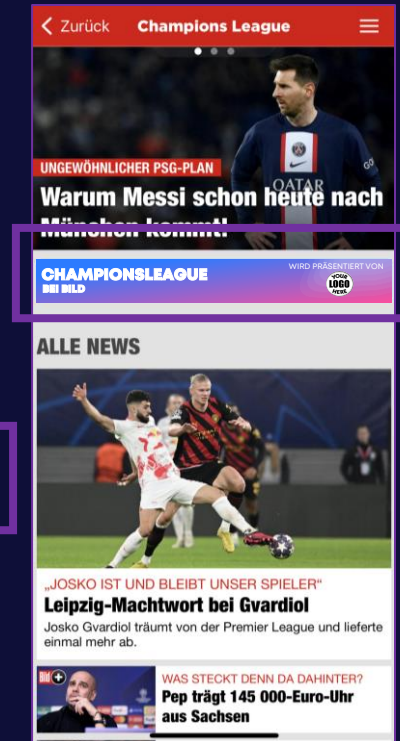 Zurück Champions League
UNGEWÖHNLICHER PSG-PLAN
QATAR
GO
Warum Messi schon heute nach
München kommt!
CHAMPIONSLEAGUE
BEI BILD
WIRD PRÄSENTIERT VON
YOUR
LOGO
HERE
ALLE NEWS
„JOSKO IST UND BLEIBT UNSER SPIELER“
Leipzig-Machtwort bei Gvardiol
Josko Gvardiol träumt von der Premier League und lieferte
einmal mehr ab.
Bild
WAS STECKT DENN DA DAHINTER?
Pep trägt 145 000-Euro-Uhr
aus Sachsen